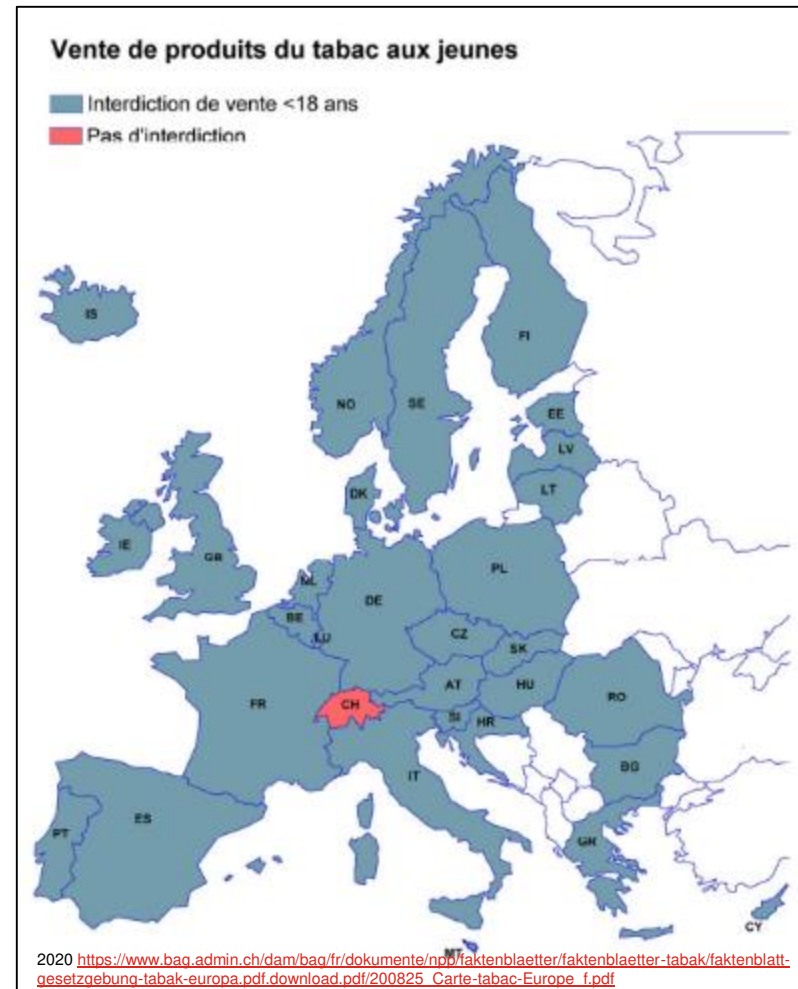 Vente de produits du tabac aux jeunes
Interdiction de vente <18 ans
Pas d'interdiction
IS
FI
NO
SE
EE
LV
LT
DK
IE
GB
NL
PL
DE
BE
LU
CZ
SK
AT
HU
FR
CH
SI
HR
RO
IT
BG
ES
PT
GR
CY
MT
2020 https://www.bag.admin.ch/dam/bag/fr/dokumente/npp/faktenblaetter/faktenblaetter-tabak/faktenblatt-
gesetzgebung-tabak-europa.pdf.download.pdf/200825_Carte-tabac-Europe_f.pdf